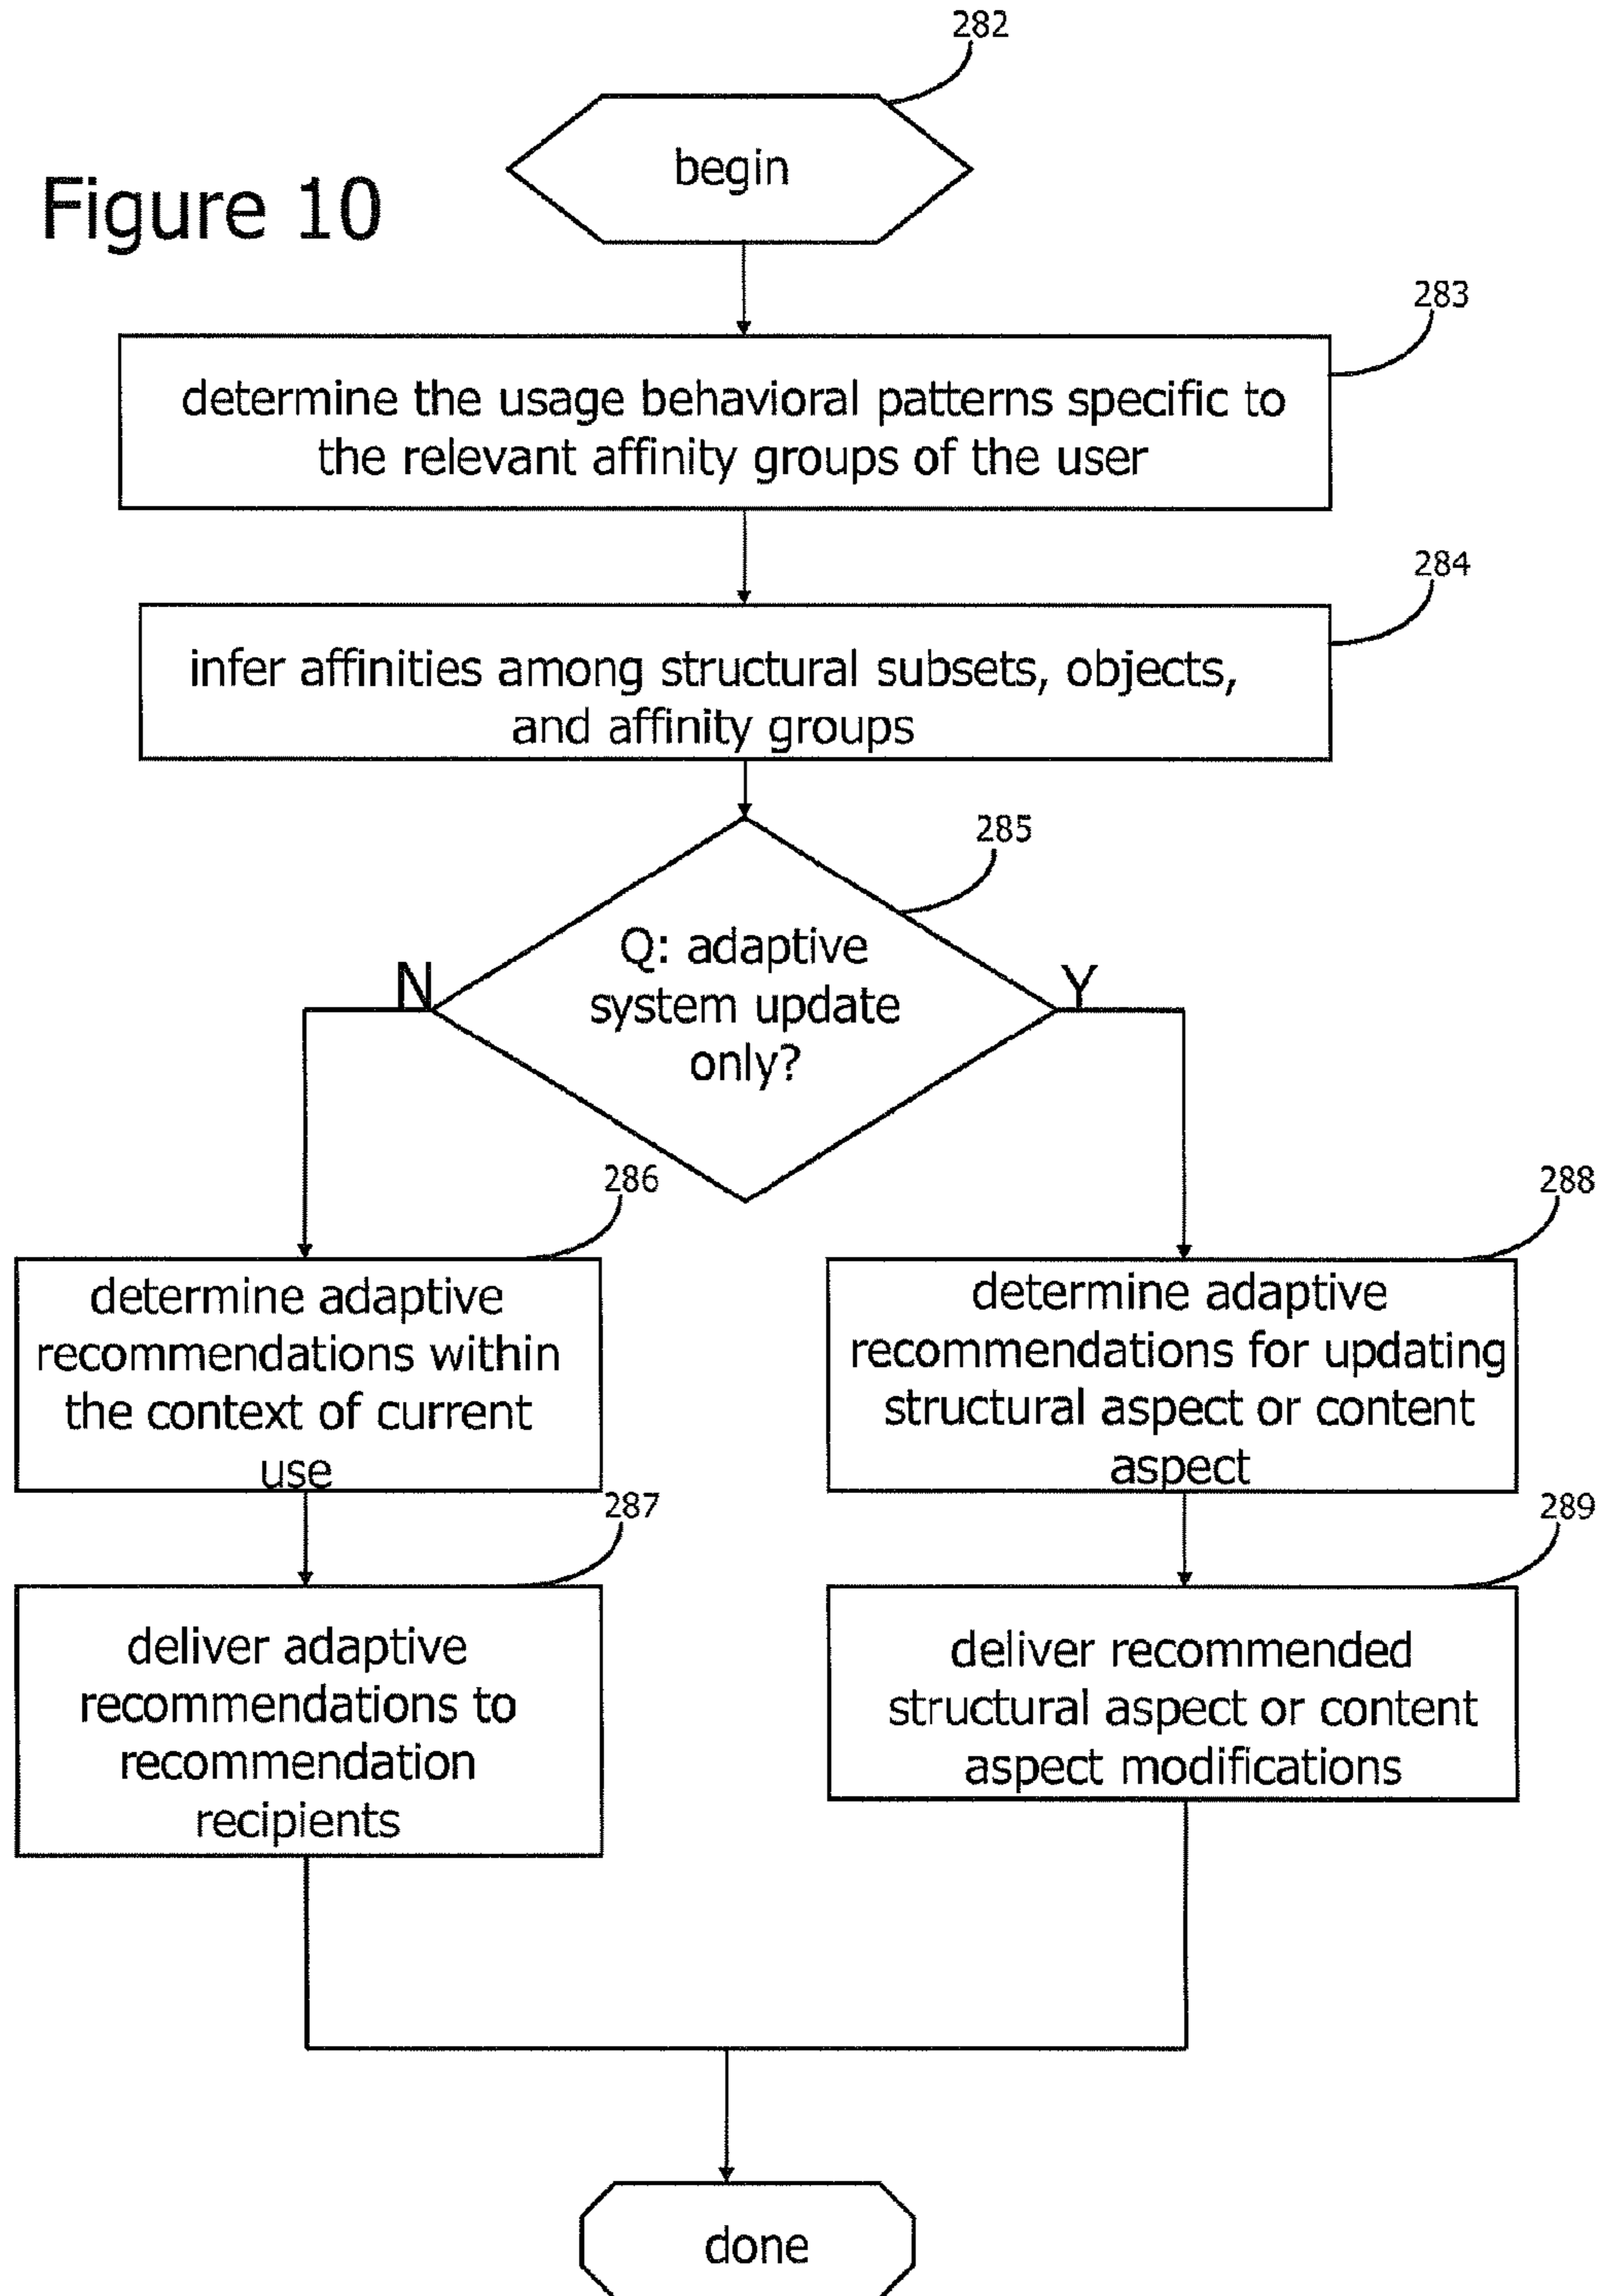 282
begin
Figure 10
283
determine the usage behavioral patterns specific to
the relevant affinity groups of the user
284
infer affinities among structural subsets, objects,
and affinity groups
285
Q: adaptive
system update
only?
N
Y
286
determine adaptive
recommendations within
the context of current
use
288
determine adaptive
recommendations for updating
structural aspect or content
aspect
287
deliver adaptive
recommendations to
recommendation
recipients
289
deliver recommended
structural aspect or content
aspect modifications
done